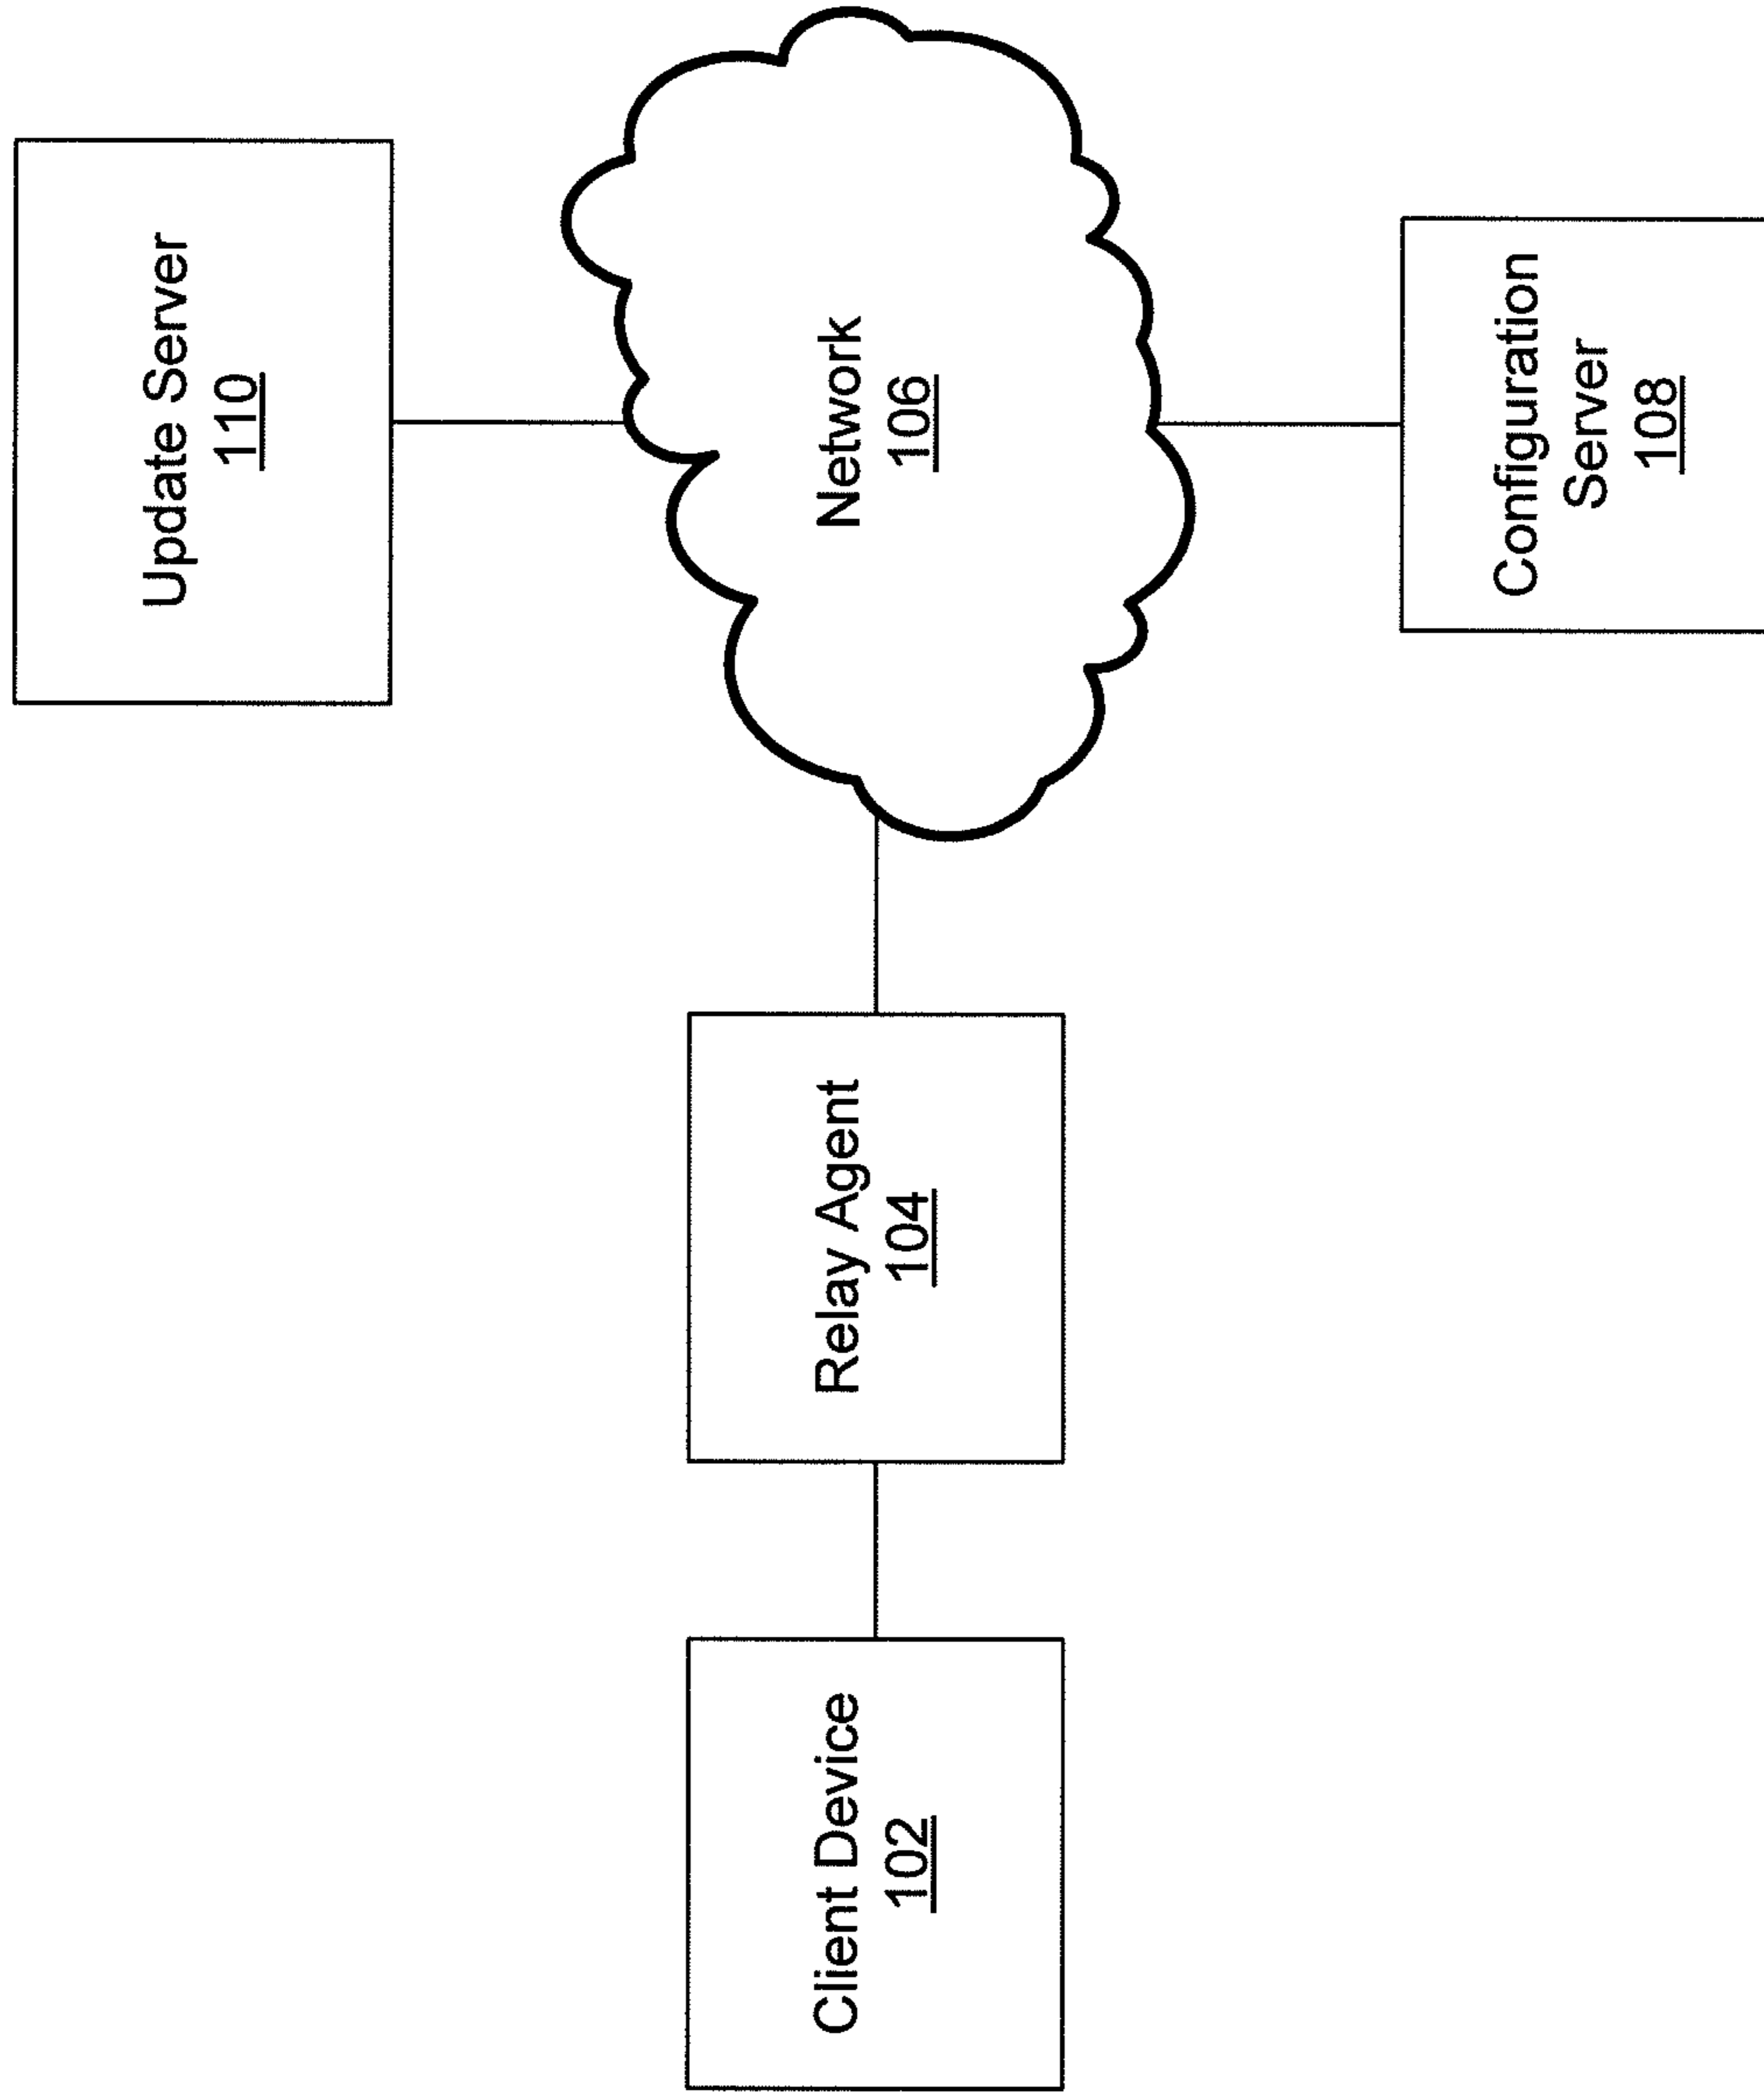 Update Server
110
Network
106
Configuration
Server
108
Relay Agent
104
Client Device
102